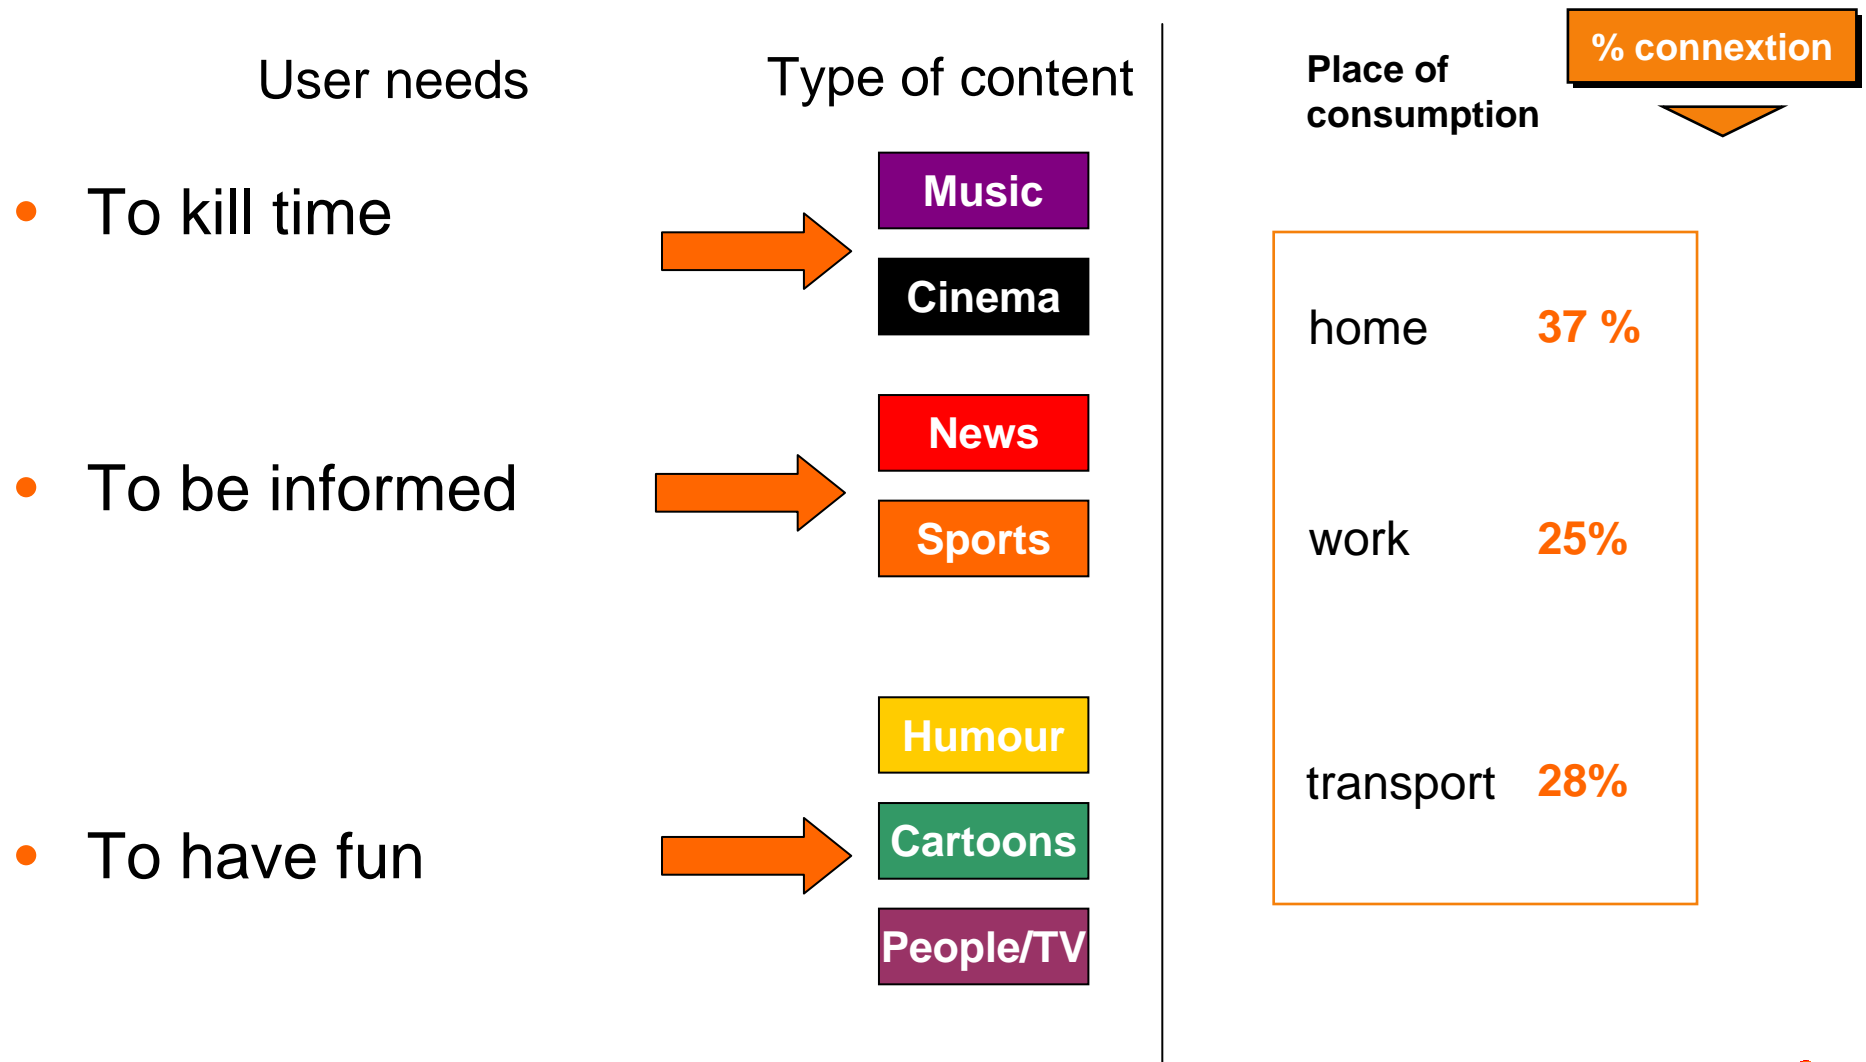 User needs
Type of content
Place of
consumption
% connextion
• To kill time
Music
Cinema
• To be informed
News
Sports
• To have fun
Humour
Cartoons
People/TV
home 37 %
work 25%
transport 28%